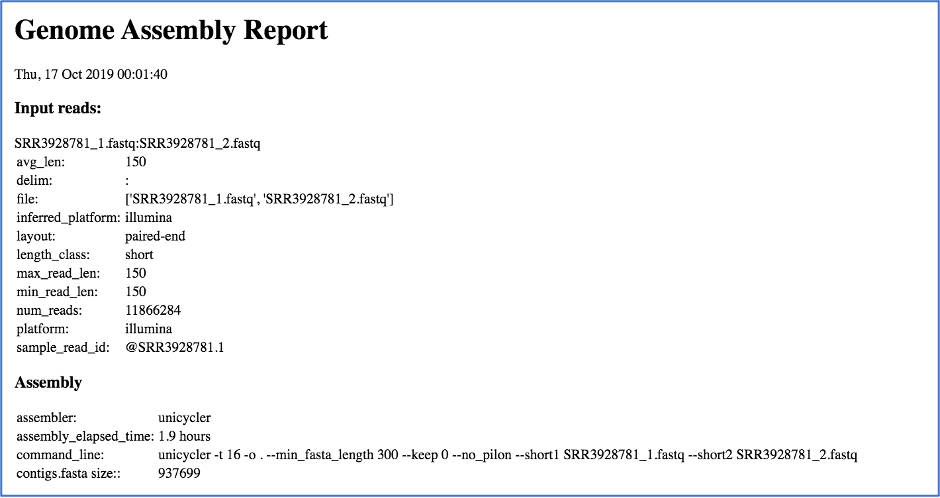 Genome Assembly Report
Thu, 17 Oct 2019 00:01:40
Input reads:
SRR3928781_1.fastq:SRR3928781_2.fastq
avg_len: 150
delim: :
file: ['SRR3928781_1.fastq', 'SRR3928781_2.fastq']
inferred_platform: illumina
layout: paired-end
length_class: short
max_read_len: 150
min_read_len: 150
num_reads: 11866284
platform: illumina
sample_read_id: @SRR3928781.1
Assembly
assembler: unicycler
assembly_elapsed_time: 1.9 hours
command_line: unicycler -t 16 -o . --min_fasta_length 300 --keep 0 --no_pilon --short1 SRR3928781_1.fastq --short2 SRR3928781_2.fastq
contigs.fasta size:: 937699